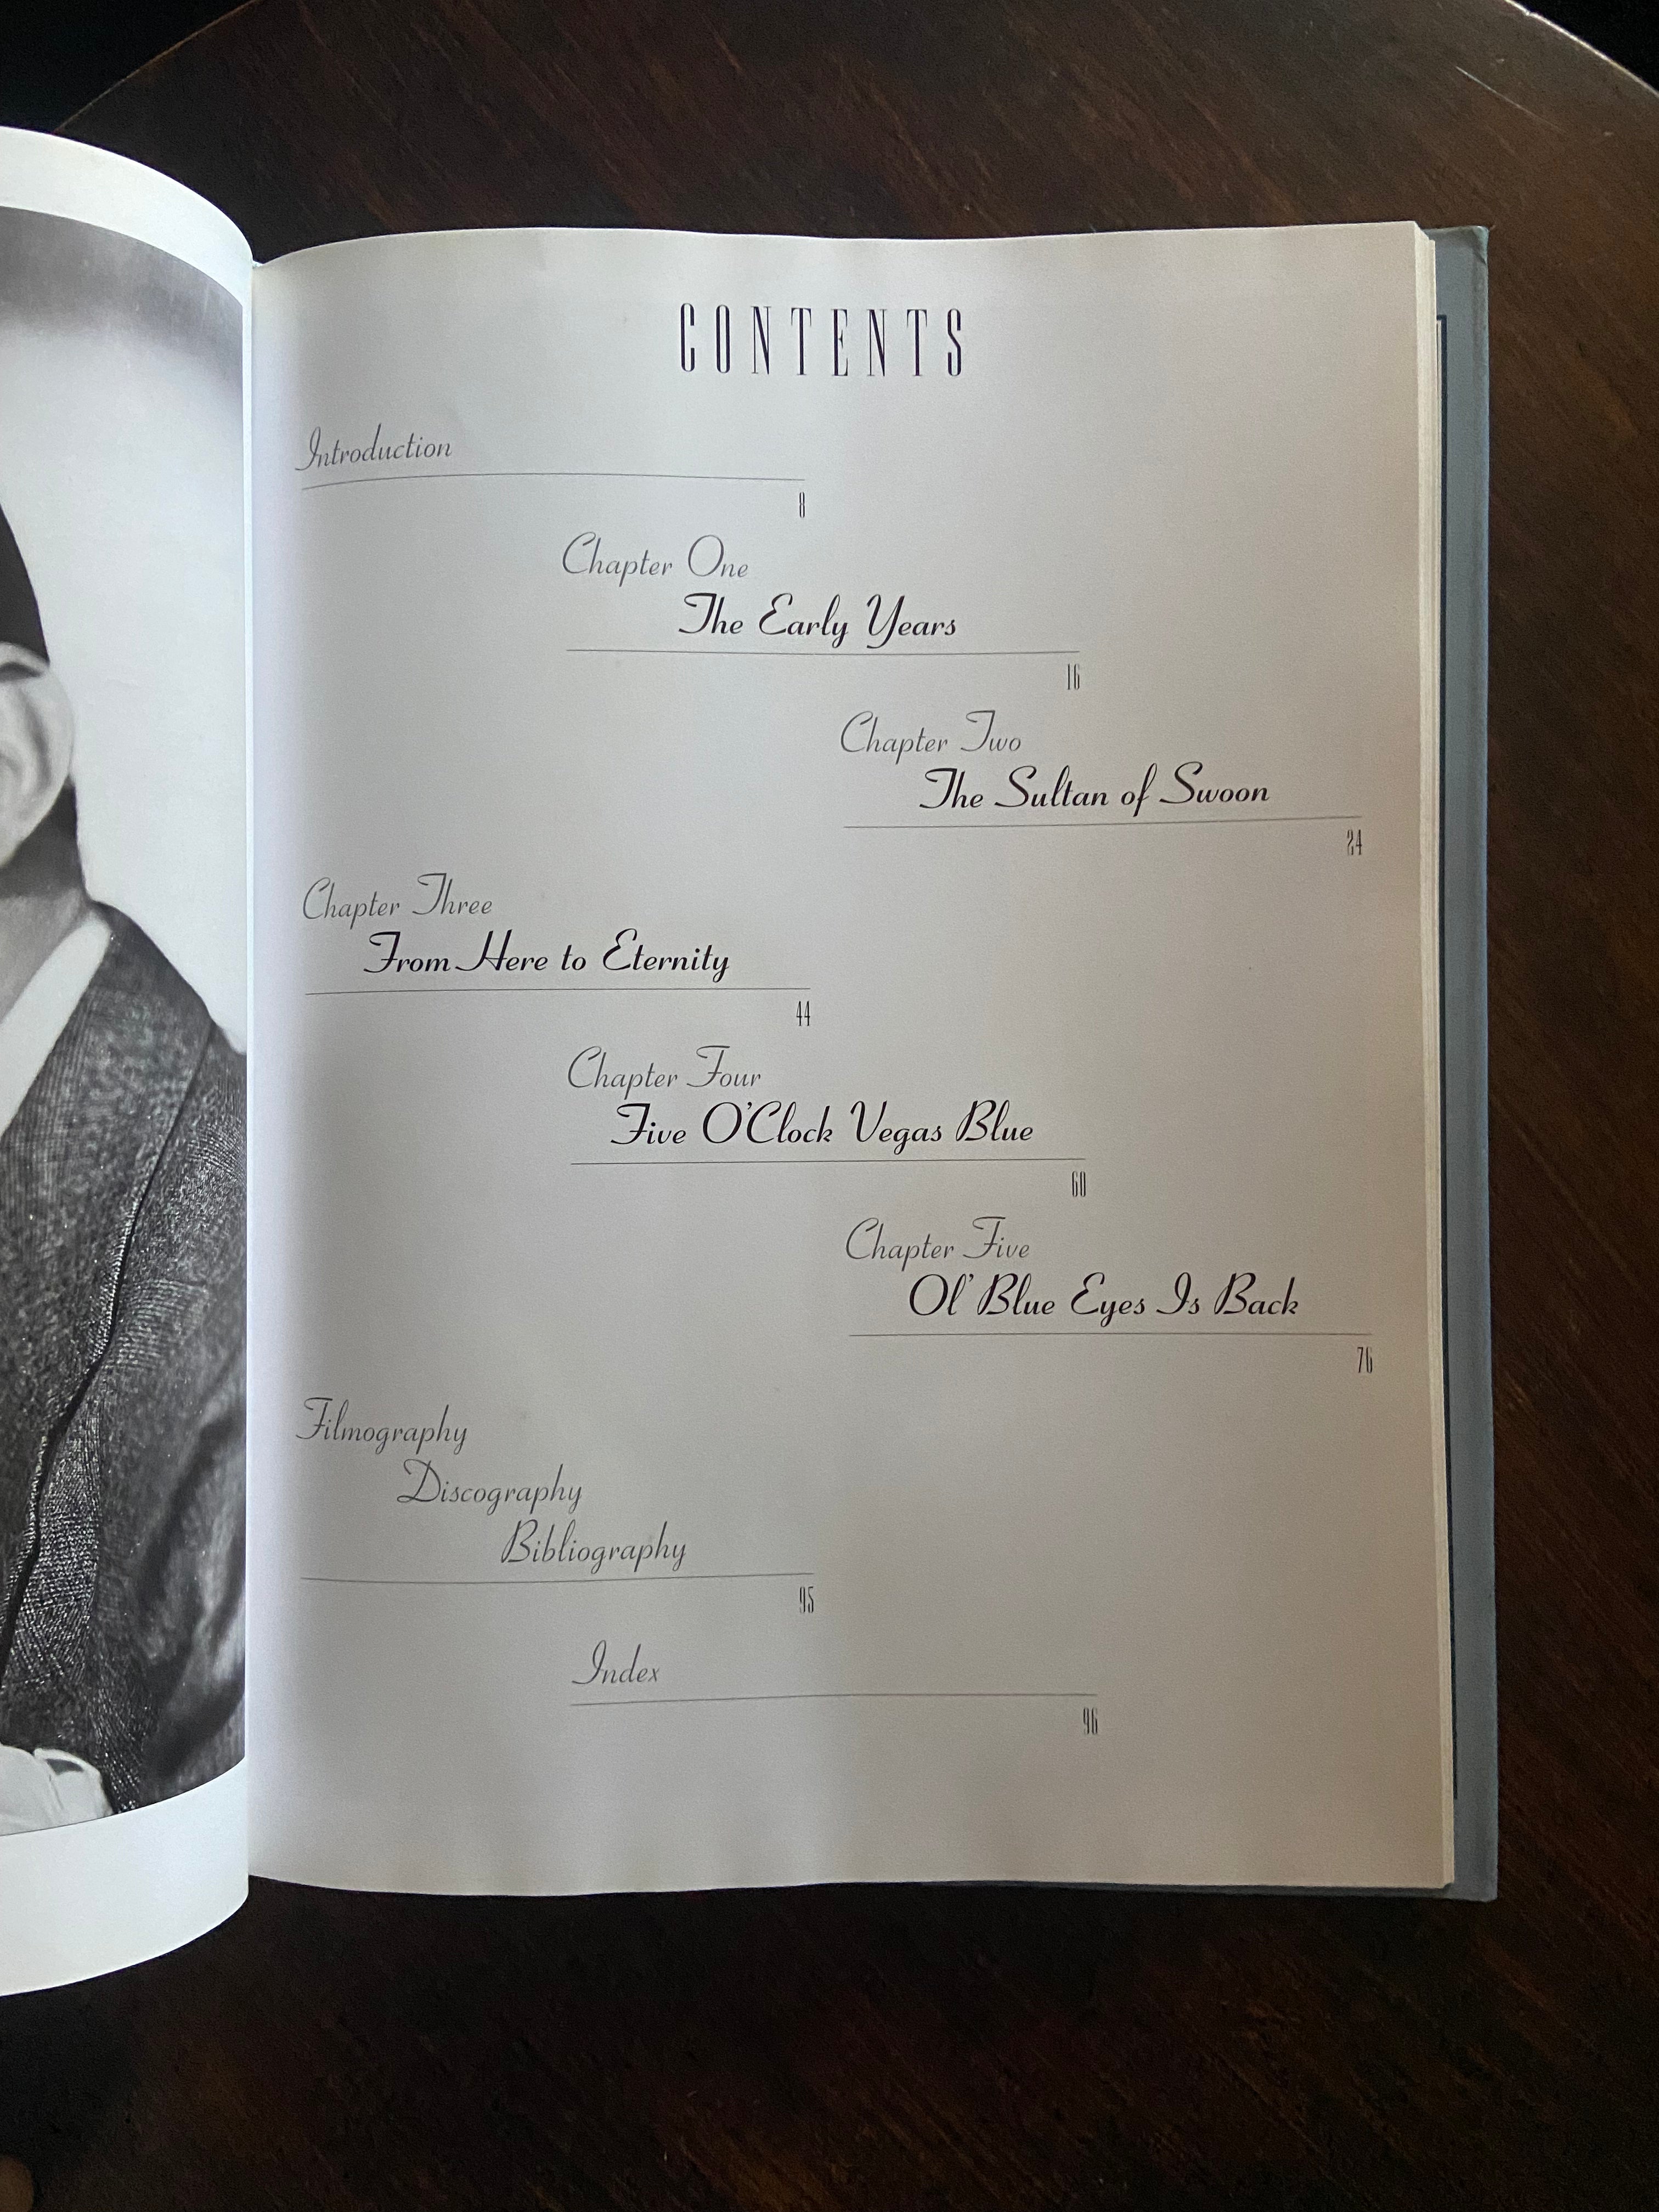 CONTENTS
Introduction
8
Chapter One
The Early Years
16
Chapter Two
The Sultan of Swoon
24
Chapter Three
From Here to Eternity
44
Chapter Four
Five O'Clock Vegas Blue
60
Chapter Five
Ol' Blue Eyes Is Back
76
Filmography
Discography
Bibliography
95
Index
96